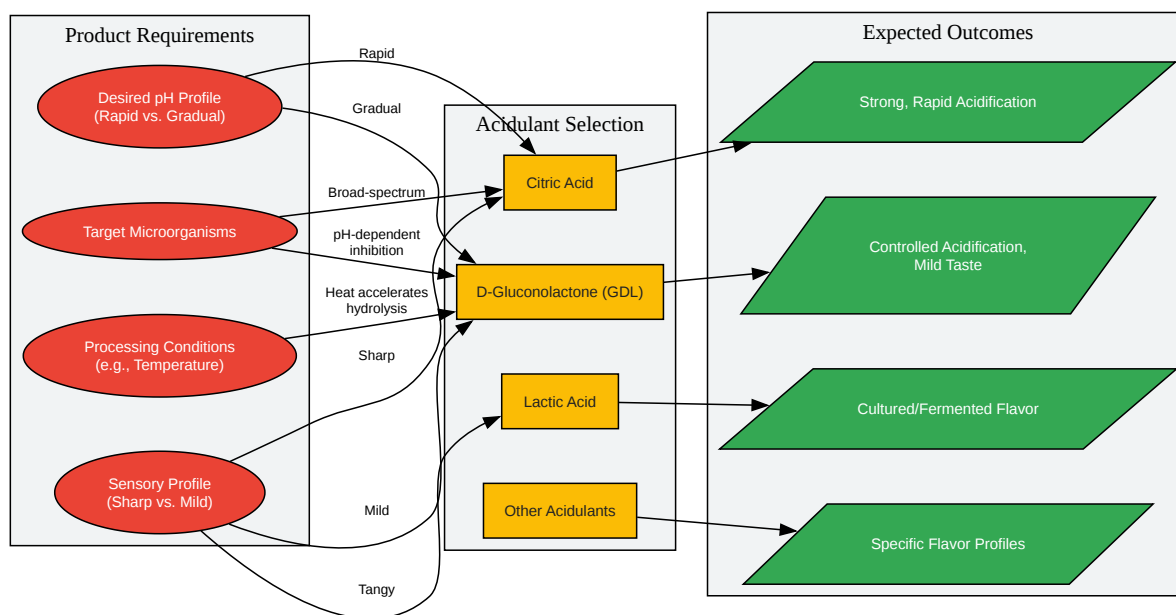 Product Requirements
Desired pH Profile
(Rapid vs. Gradual)
Target Microorganisms
Processing Conditions
(e.g., Temperature)
Sensory Profile
(Sharp vs. Mild)
Rapid
Gradual
Broad-spectrum
pH-dependent
inhibition
Heat accelerates
hydrolysis
Sharp
Mild
Tangy
Acidulant Selection
Citric Acid
D-Gluconolactone (GDL)
Lactic Acid
Other Acidulants
Expected Outcomes
Strong, Rapid Acidification
Controlled Acidification,
Mild Taste
Cultured/Fermented Flavor
Specific Flavor Profiles